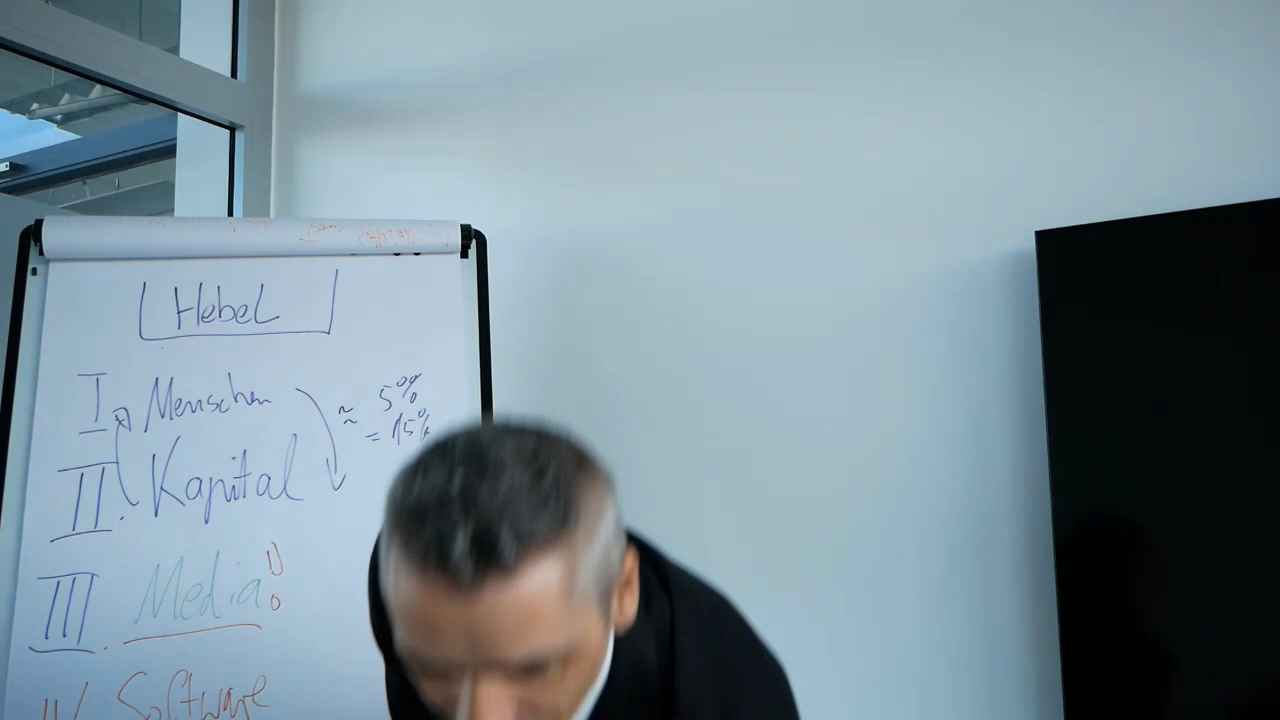 Hebel
I Menschen ≈ 5%
= 15%
II. Kapital
III. Media!
IV Software